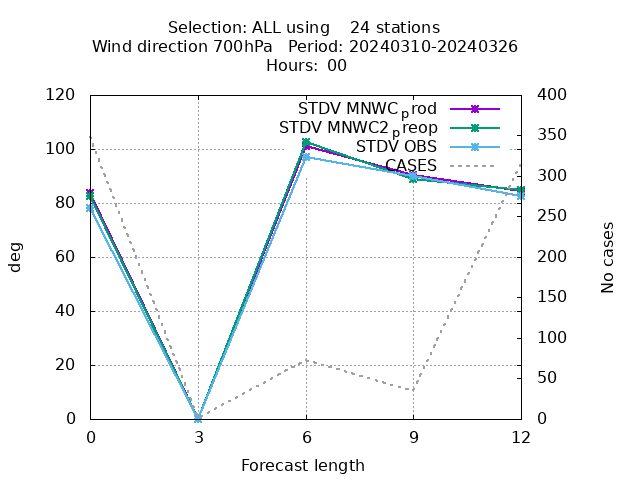 Selection: ALL using    24 stations
Wind direction 700hPa   Period: 20240310-20240326
Hours:  00
STDV MNWC_prod
STDV MNWC2_preop
STDV OBS
CASES
120
100
80
60
40
20
0
deg
400
350
300
250
200
150
100
50
0
No cases
0 3 6 9 12
Forecast length